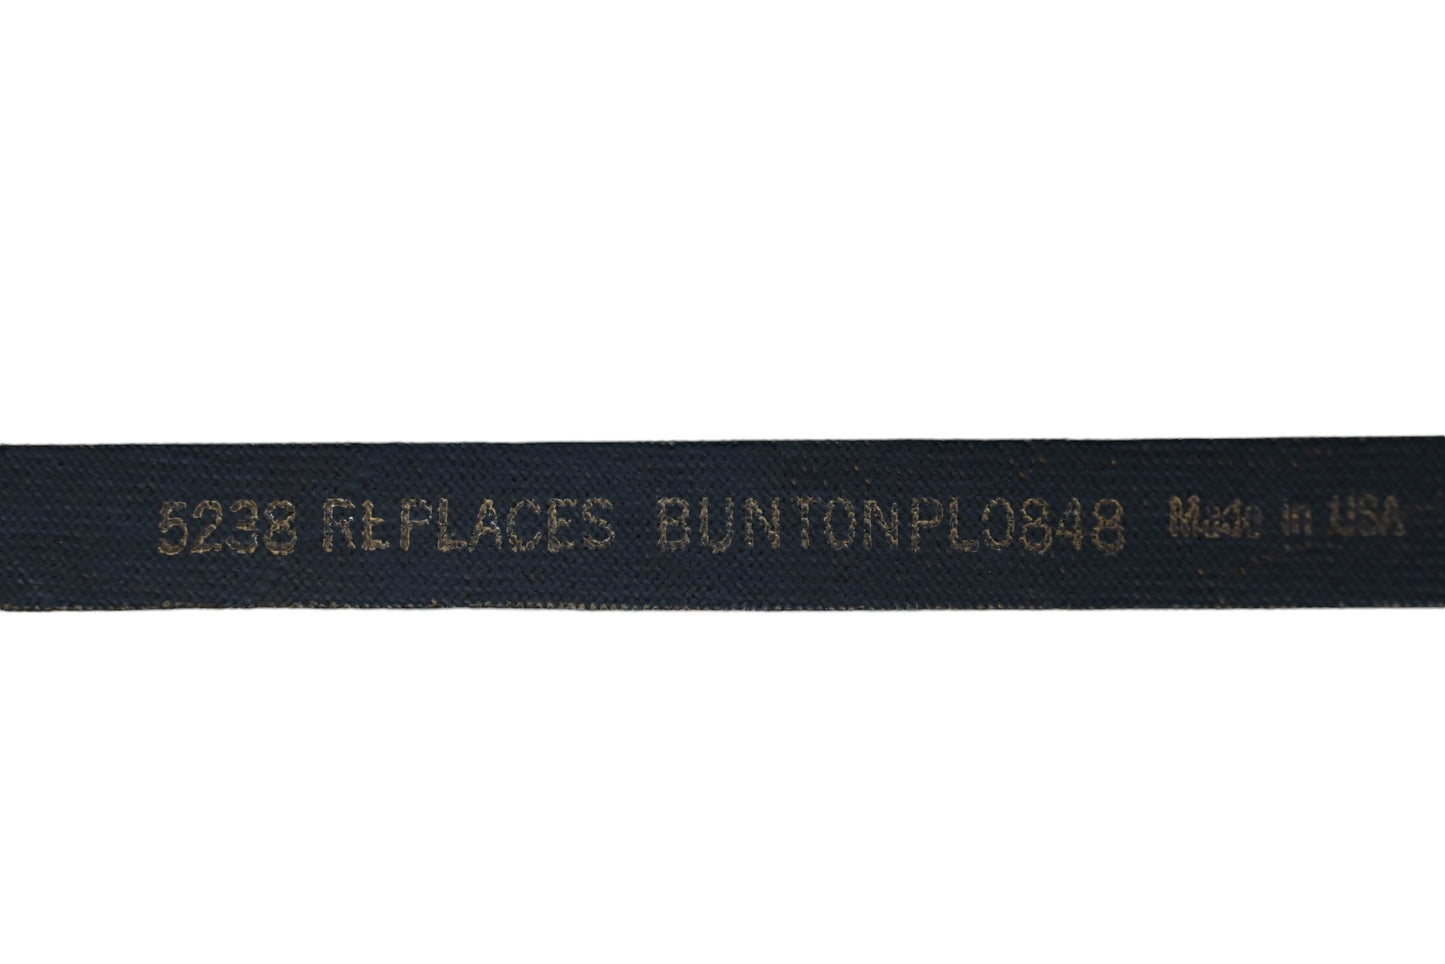 5238 REPLACES BUNTONPL0848 Made in USA